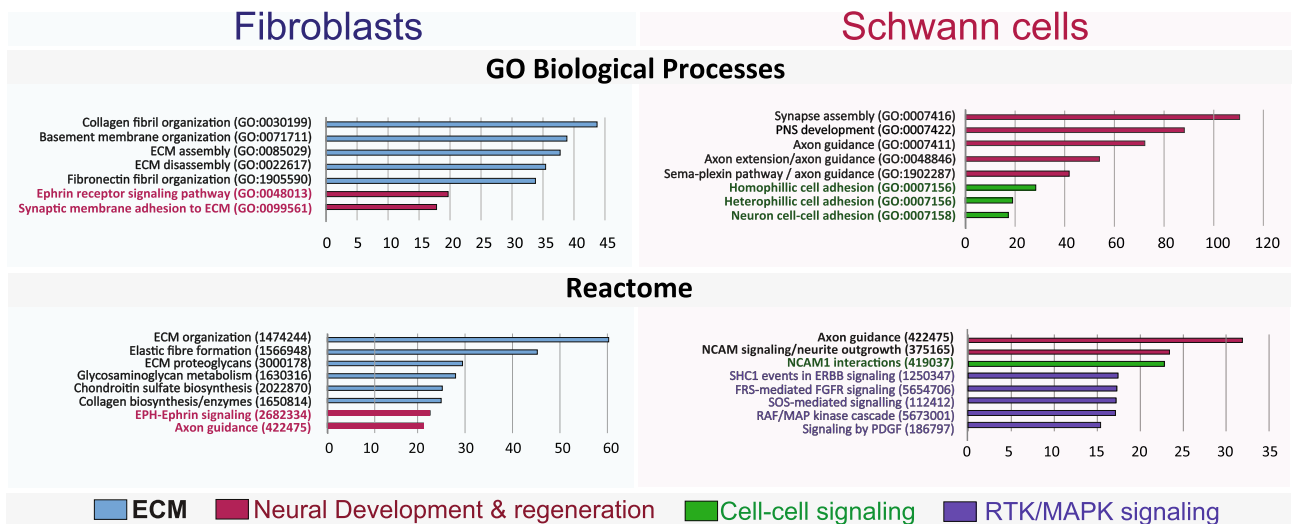 Fibroblasts
Schwann cells
GO Biological Processes
Collagen fibril organization (GO:0030199)
Basement membrane organization (GO:0071711)
ECM assembly (GO:0085029)
ECM disassembly (GO:0022617)
Fibronectin fibril organization (GO:1905590)
Ephrin receptor signaling pathway (GO:0048013)
Synaptic membrane adhesion to ECM (GO:0099561)
0 5 10 15 20 25 30 35 40 45
Synapse assembly (GO:0007416)
PNS development (GO:0007422)
Axon guidance (GO:0007411)
Axon extension/axon guidance (GO:0048846)
Sema-plexin pathway / axon guidance (GO:1902287)
Homophillic cell adhesion (GO:0007156)
Heterophillic cell adhesion (GO:0007156)
Neuron cell-cell adhesion (GO:0007158)
0 20 40 60 80 100 120
Reactome
ECM organization (1474244)
Elastic fibre formation (1566948)
ECM proteoglycans (3000178)
Glycosaminoglycan metabolism (1630316)
Chondroitin sulfate biosynthesis (2022870)
Collagen biosynthesis/enzymes (1650814)
EPH-Ephrin signaling (2682334)
Axon guidance (422475)
0 10 20 30 40 50 60
Axon guidance (422475)
NCAM signaling/neurite outgrowth (375165)
NCAM1 interactions (419037)
SHC1 events in ERBB signaling (1250347)
FRS-mediated FGFR signaling (5654706)
SOS-mediated signalling (112412)
RAF/MAP kinase cascade (5673001)
Signaling by PDGF (186797)
0 5 10 15 20 25 30 35
ECM
Neural Development & regeneration
Cell-cell signaling
RTK/MAPK signaling